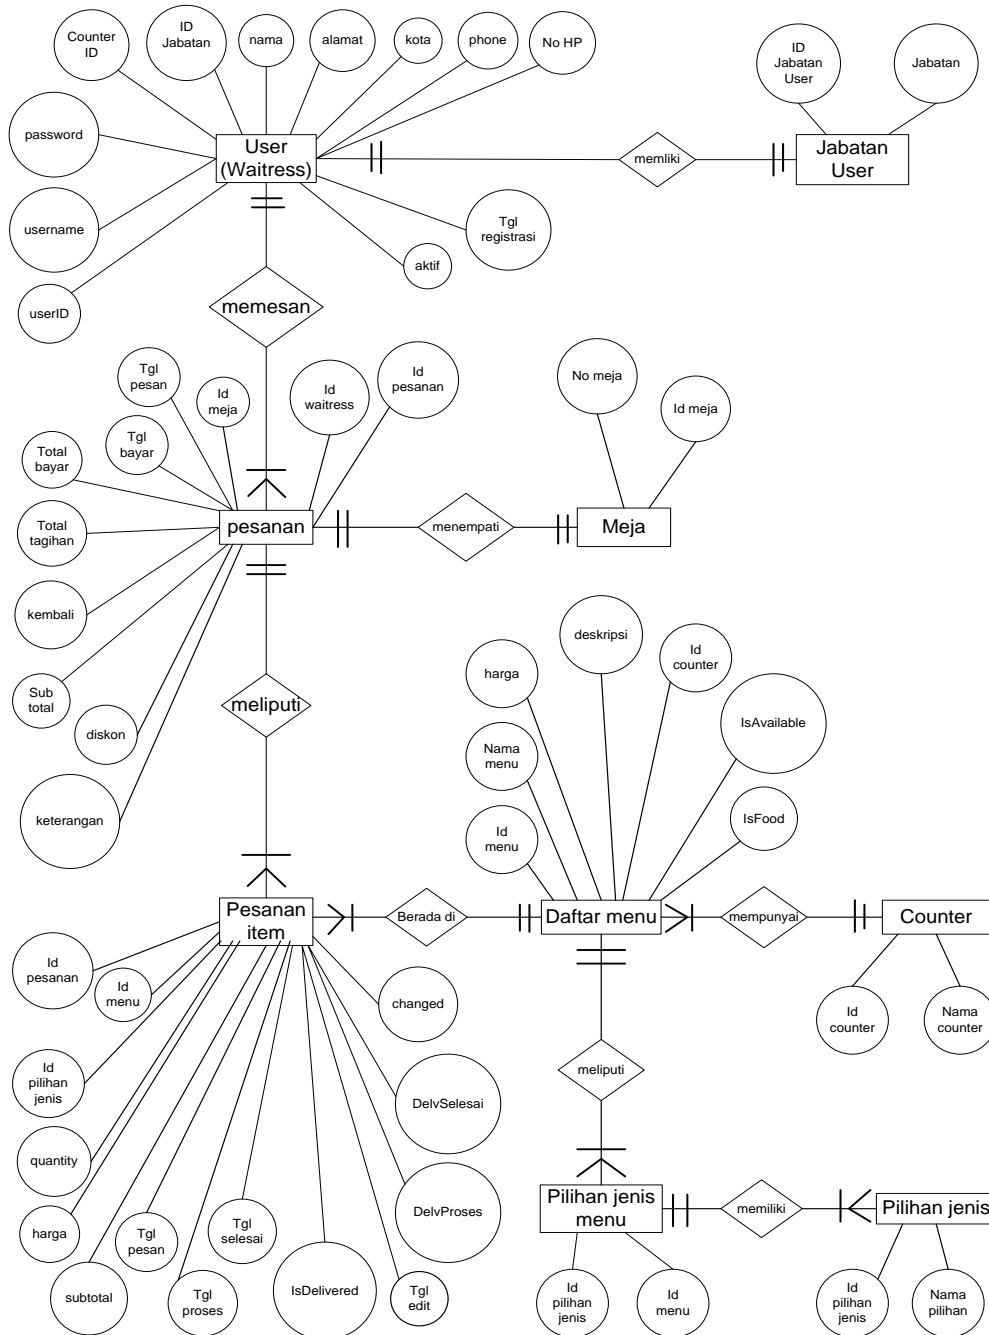 Counter
ID
ID
Jabatan
nama
alamat
kota
phone
No HP
ID
Jabatan
User
Jabatan
password
User
(Waitress)
memliki
Jabatan
User
username
Tgl
registrasi
aktif
userID
memesan
Tgl
pesan
Id
meja
Id
waitress
Id
pesanan
No meja
Id meja
Total
bayar
Tgl
bayar
Total
tagihan
pesanan
menempati
Meja
kembali
Sub
total
diskon
keterangan
meliputi
harga
deskripsi
Id
counter
IsAvailable
Nama
menu
Id
menu
IsFood
Pesanan
item
Berada di
Daftar menu
mempunyai
Counter
Id
pesanan
Id
menu
changed
Id
counter
Nama
counter
Id
pilihan
jenis
DelvSelesai
meliputi
quantity
DelvProses
harga
Tgl
pesan
Tgl
selesai
subtotal
Tgl
proses
IsDelivered
Tgl
edit
Pilihan jenis
menu
memiliki
Pilihan jenis
Id
pilihan
jenis
Id
menu
Id
pilihan
jenis
Nama
pilihan